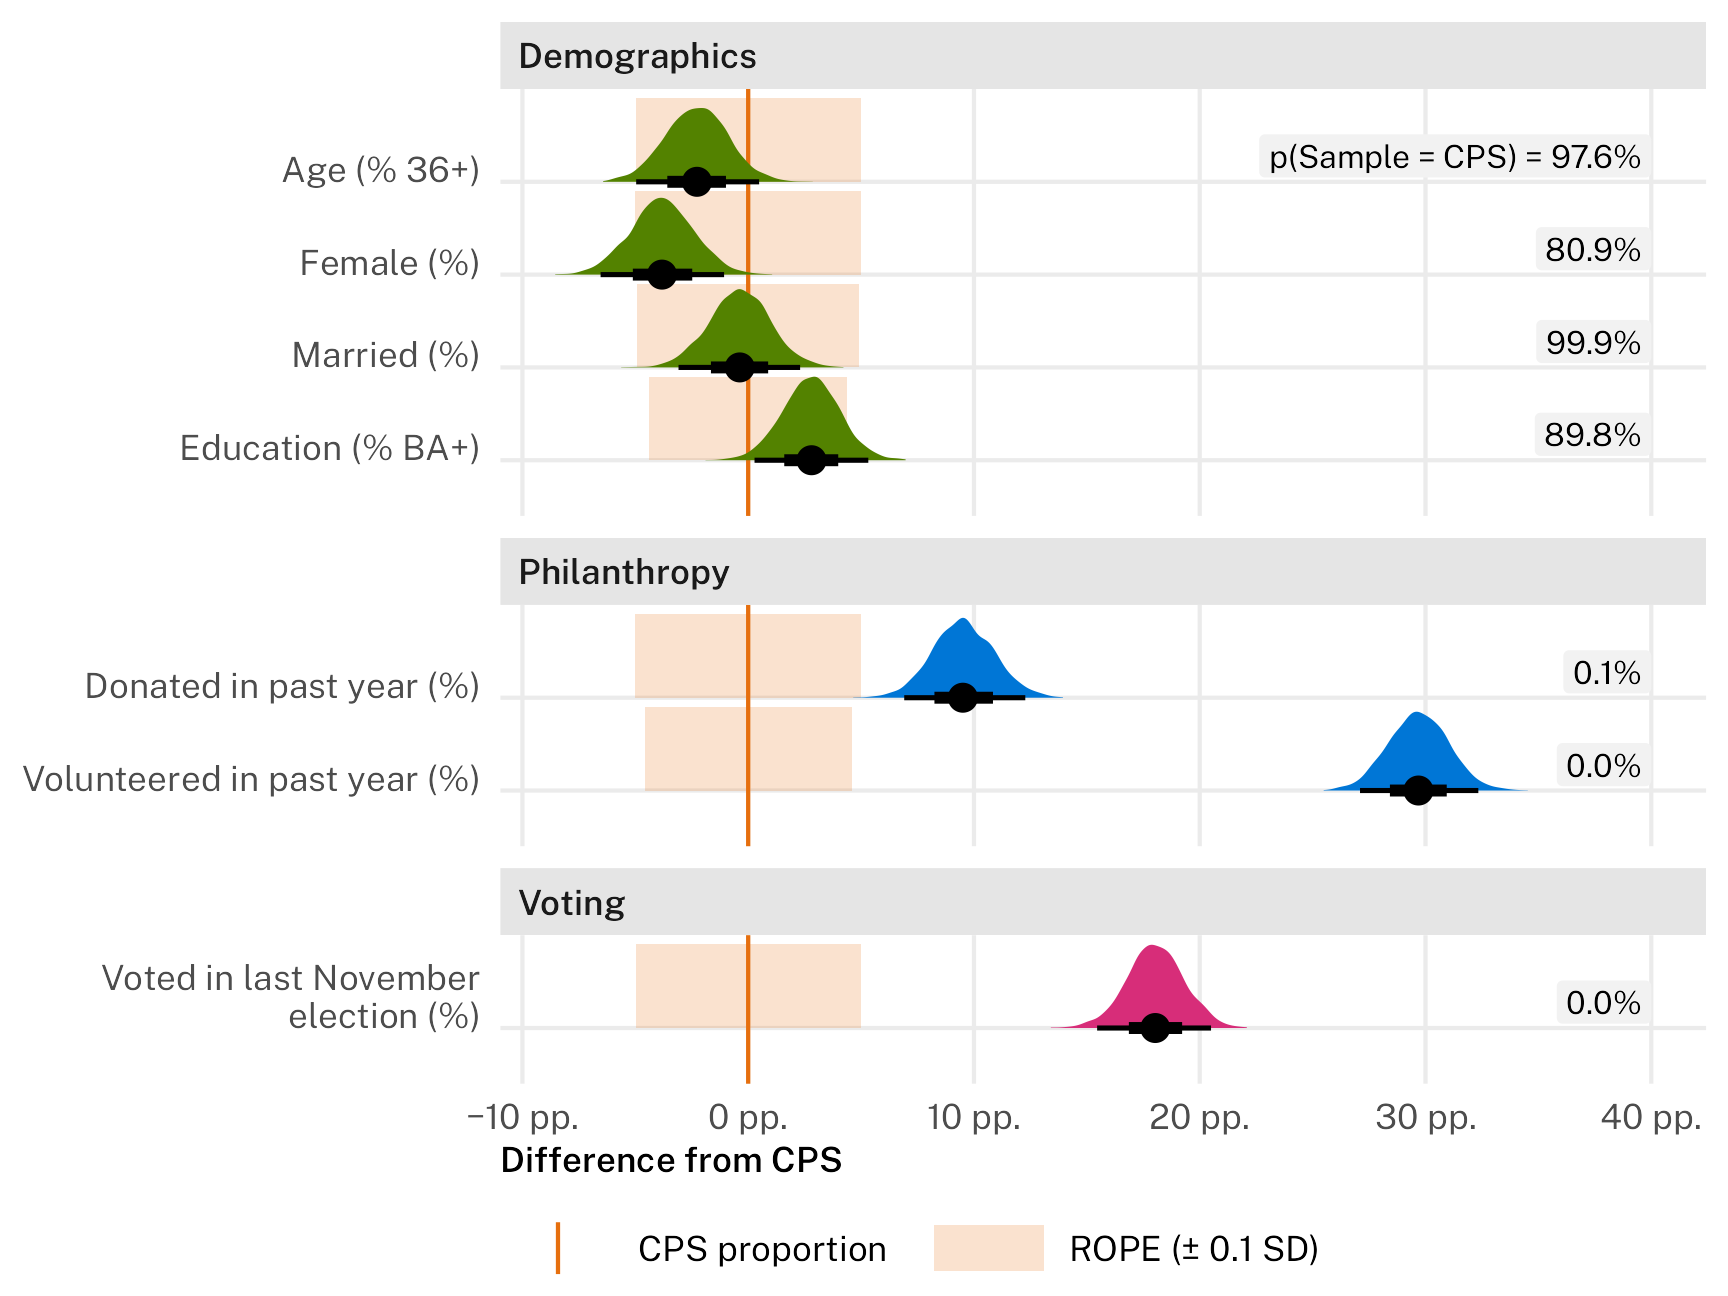 Demographics
Age (% 36+)
p(Sample = CPS) = 97.6%
Female (%)
80.9%
Married (%)
99.9%
Education (% BA+)
89.8%
Philanthropy
Donated in past year (%)
0.1%
Volunteered in past year (%)
0.0%
Voting
Voted in last November
election (%)
0.0%
−10 pp.
0 pp.
10 pp.
20 pp.
30 pp.
40 pp.
Difference from CPS
CPS proportion
ROPE (± 0.1 SD)